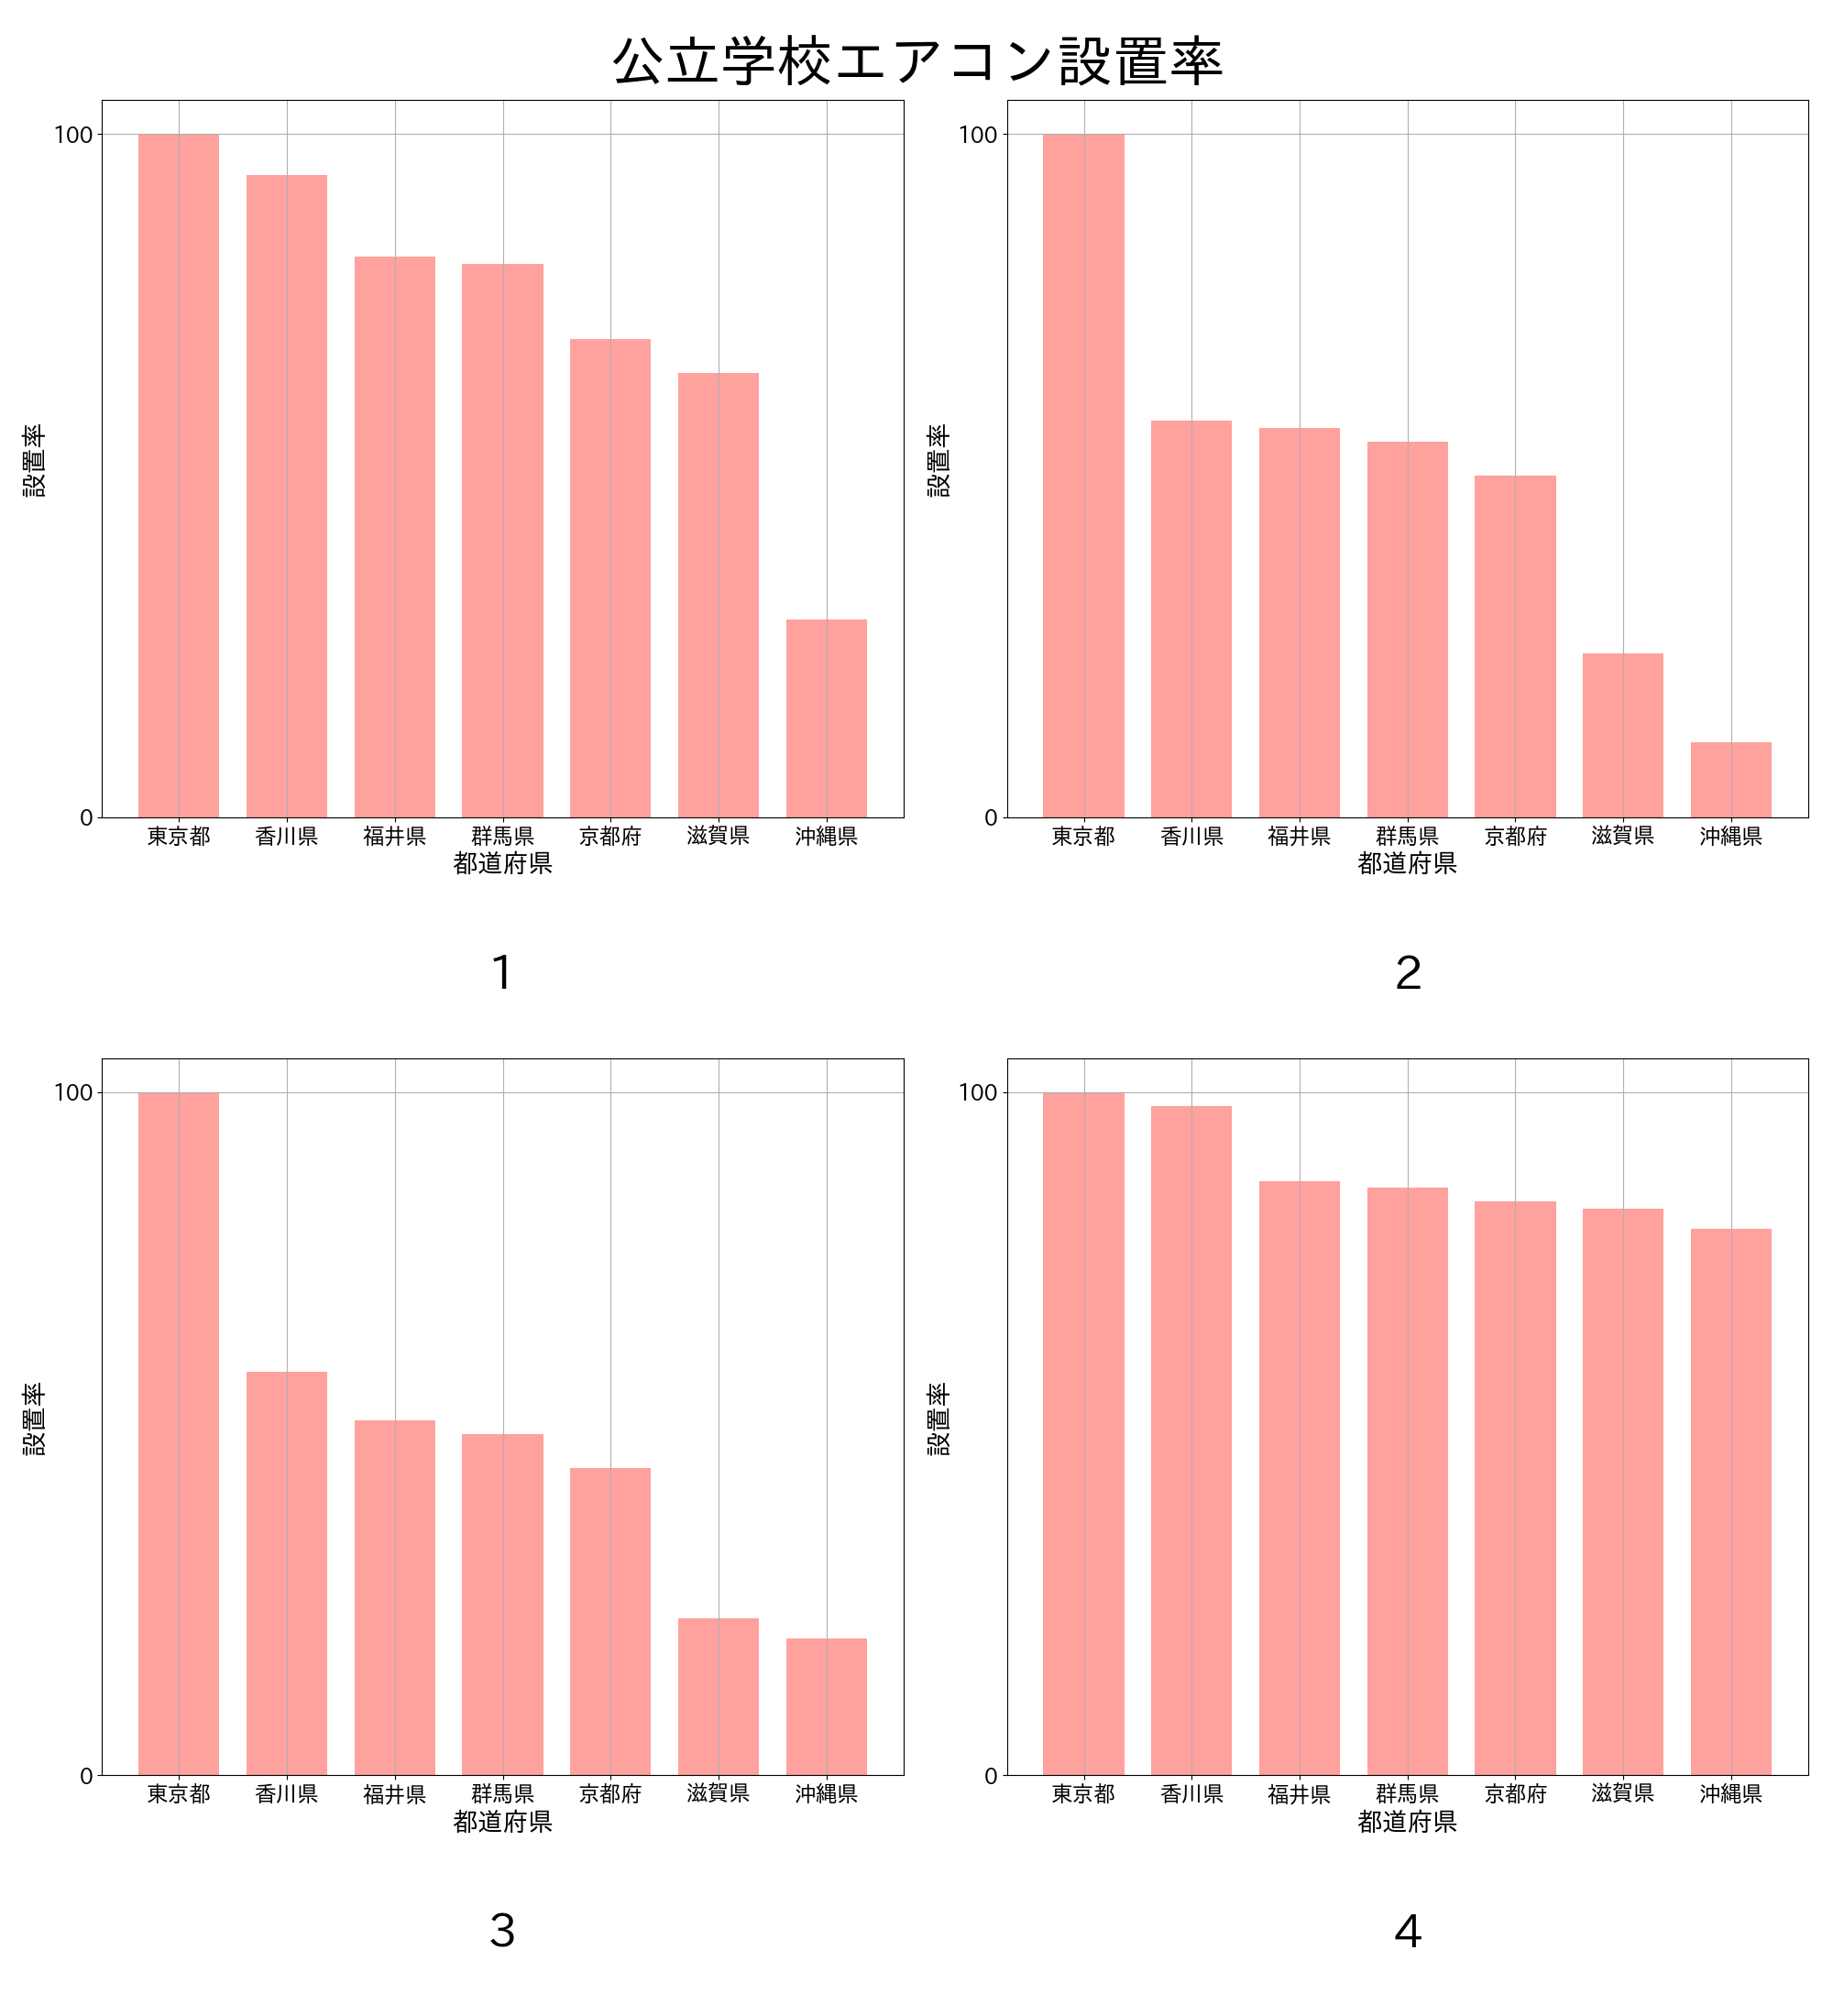 公立学校エアコン設置率
100
0
設置率
東京都 香川県 福井県 群馬県 京都府 滋賀県 沖縄県
都道府県
1
100
0
設置率
東京都 香川県 福井県 群馬県 京都府 滋賀県 沖縄県
都道府県
2
100
0
設置率
東京都 香川県 福井県 群馬県 京都府 滋賀県 沖縄県
都道府県
3
100
0
設置率
東京都 香川県 福井県 群馬県 京都府 滋賀県 沖縄県
都道府県
4